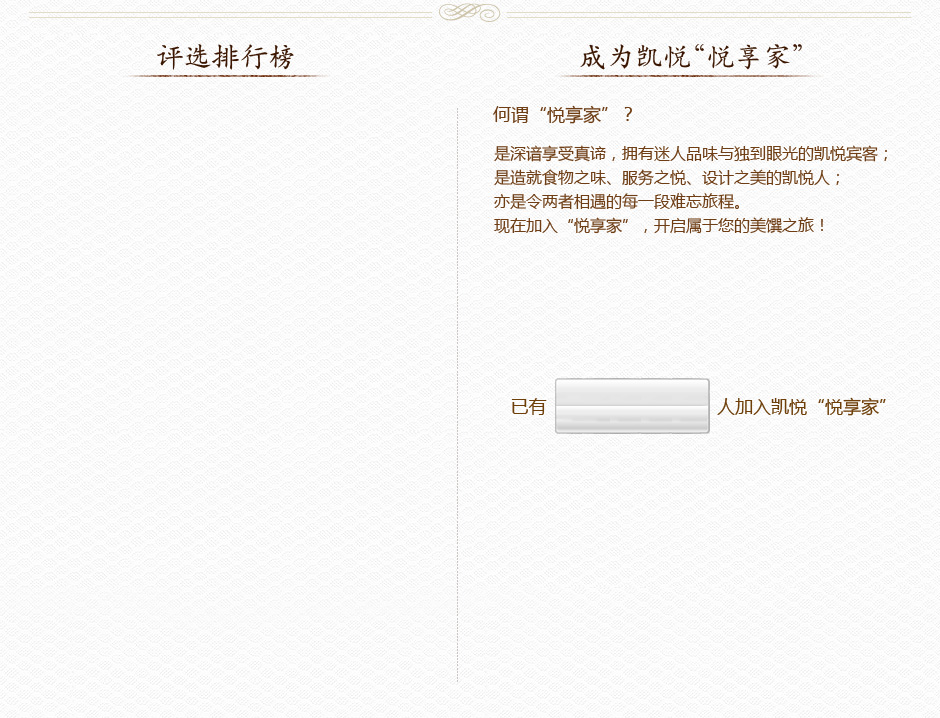 评选排行榜
成为凯悦“悦享家”
何谓“悦享家”？
是深谙享受真谛，拥有迷人品味与独到眼光的凯悦宾客；
是造就食物之味、服务之悦、设计之美的凯悦人；
亦是令两者相遇的每一段难忘旅程。
现在加入“悦享家”，开启属于您的美馔之旅！
已有 人加入凯悦“悦享家”